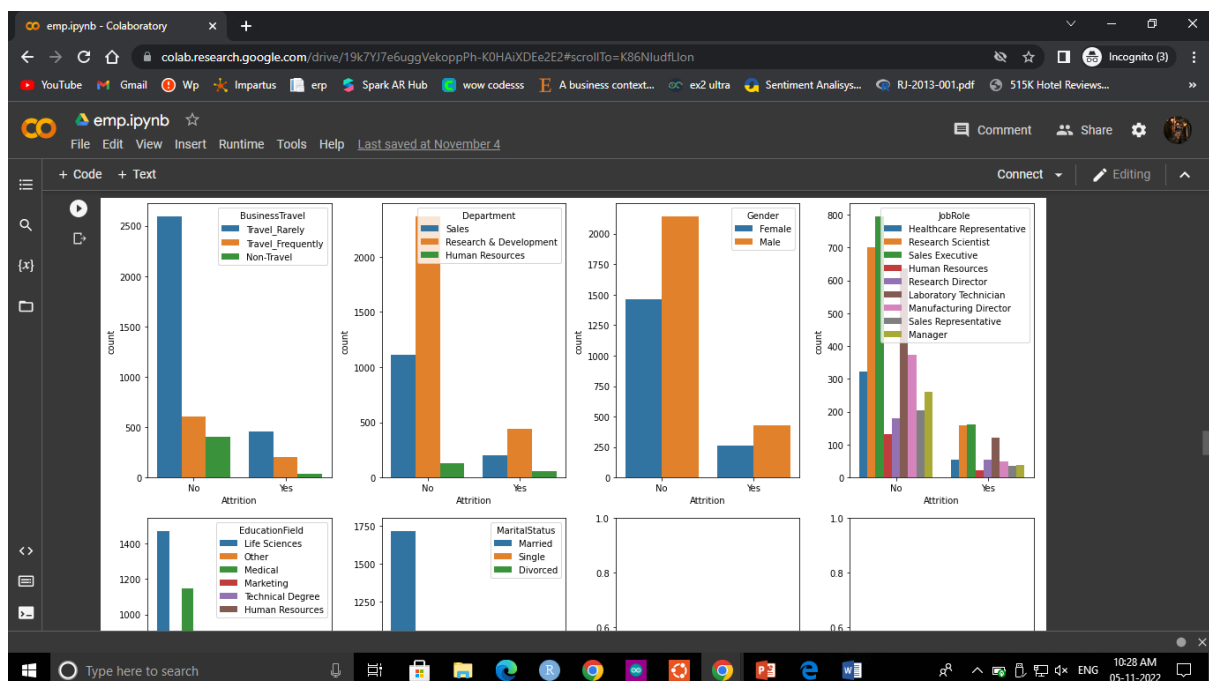 emp.ipynb - Colaboratory
colab.research.google.com/drive/19k7YJ7e6uggVekoppPh-K0HAiXDEe2E2#scrollTo=K86NIudfLIon
Incognito (3)
YouTube Gmail Wp Impartus erp Spark AR Hub wow codesss A business context... ex2 ultra Sentiment Analisys... RJ-2013-001.pdf 515K Hotel Reviews... »
emp.ipynb
Comment Share
File Edit View Insert Runtime Tools Help Last saved at November 4
+ Code + Text
Connect Editing
{x}
BusinessTravel
Travel_Rarely
Travel_Frequently
Non-Travel
2500
2000
1500
1000
500
0
count
No Yes
Attrition
Department
Sales
Research & Development
Human Resources
2000
1500
1000
500
0
count
No Yes
Attrition
Gender
Female
Male
2000
1750
1500
1250
1000
750
500
250
0
count
No Yes
Attrition
JobRole
Healthcare Representative
Research Scientist
Sales Executive
Human Resources
Research Director
Laboratory Technician
Manufacturing Director
Sales Representative
Manager
800
700
600
500
400
300
200
100
0
count
No Yes
Attrition
EducationField
Life Sciences
Other
Medical
Marketing
Technical Degree
Human Resources
1400
1200
1000
MaritalStatus
Married
Single
Divorced
1750
1500
1250
1.0
0.8
0.6
1.0
0.8
0.6
Type here to search
ENG
10:28 AM
05-11-2022